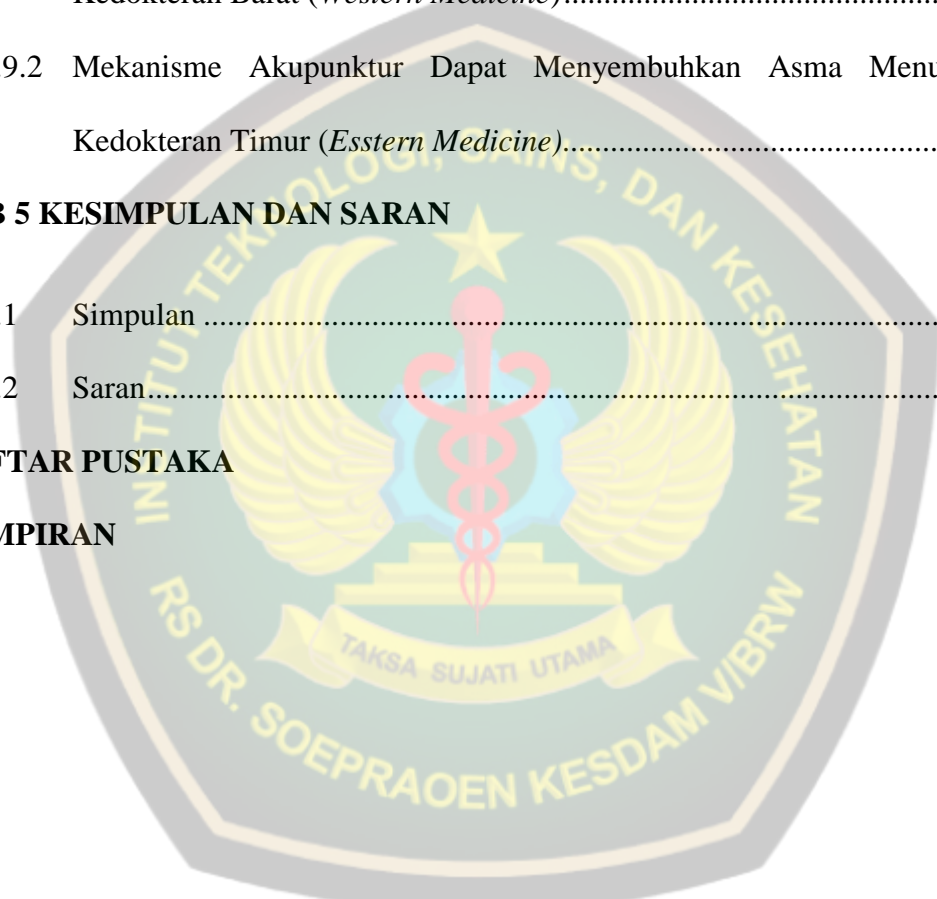 Kedokteran Barat (Western Medicine)................................................
.9.2 Mekanisme Akupunktur Dapat Menyembuhkan Asma Menu
Kedokteran Timur (Esstern Medicine)................................................
B 5 KESIMPULAN DAN SARAN
.1 Simpulan ................................................................................
.2 Saran................................................................................
FTAR PUSTAKA
MPIRAN
INSTITUT TEKNOLOGI, SAINS, DAN KESEHATAN
TAKSA SUJATI UTAMA
RS DR. SOEPRAOEN KESDAM V/BRW